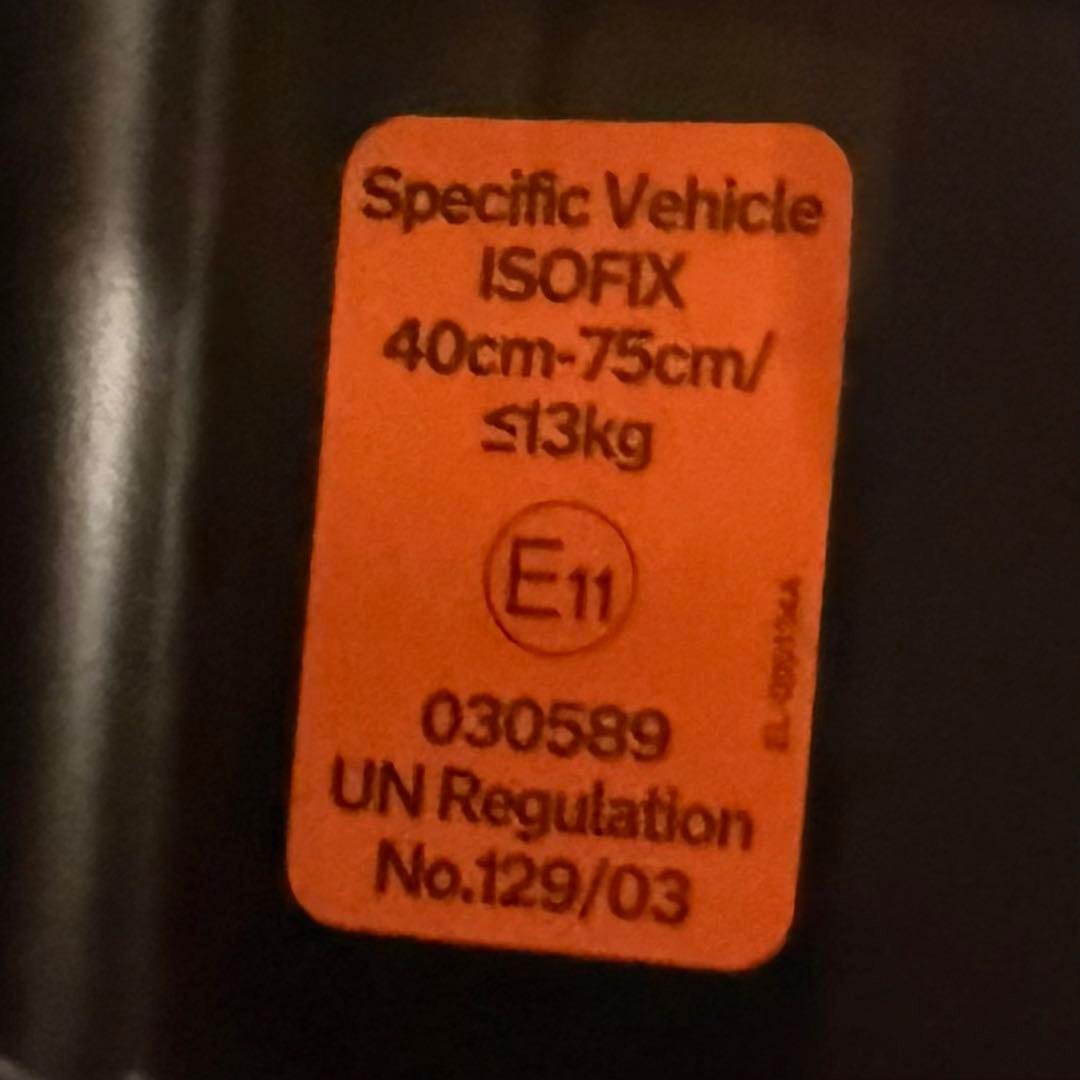 Specific Vehicle
ISOFIX
40cm-75cm/
≤13kg
E11
030589
UN Regulation
No.129/03